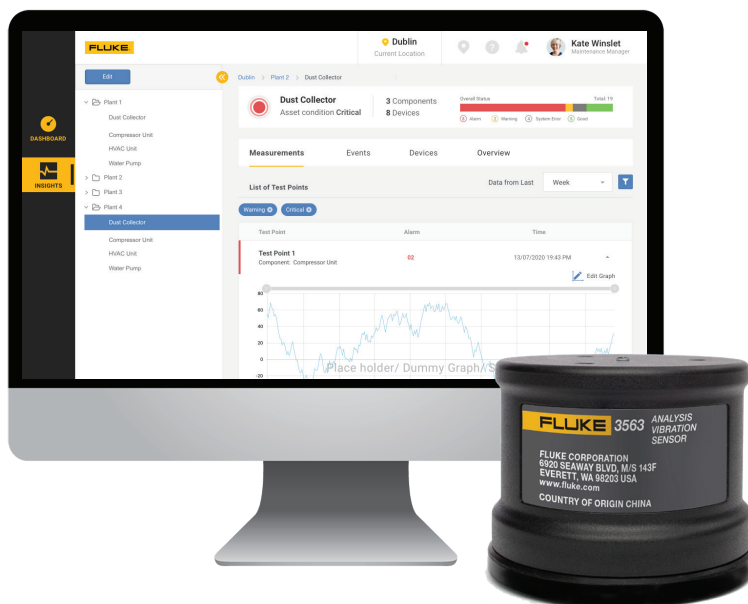 FLUKE
Dublin
Current Location
Kate Winslet
Maintenance Manager
DASHBOARD
INSIGHTS
Edit
Plant 1
Dust Collector
Compressor Unit
HVAC Unit
Water Pump
Plant 2
Plant 3
Plant 4
Dust Collector
Compressor Unit
HVAC Unit
Water Pump
Dublin > Plant 2 > Dust Collector
Dust Collector
Asset condition Critical
3 Components
8 Devices
Overall Status
Total: 19
Alarm
Warning
System Error
Good
Measurements Events Devices Overview
List of Test Points
Data from Last Week
Warning Critical
Test Point Alarm Time
Test Point 1
Component: Compressor Unit
02
13/07/2020 19:43 PM
Edit Graph
80
60
40
20
0
-20
Place holder/ Dummy Graph/
FLUKE 3563 ANALYSIS
VIBRATION
SENSOR
FLUKE CORPORATION
6920 SEAWAY BLVD, M/S 143F
EVERETT, WA 98203 USA
www.fluke.com
COUNTRY OF ORIGIN CHINA